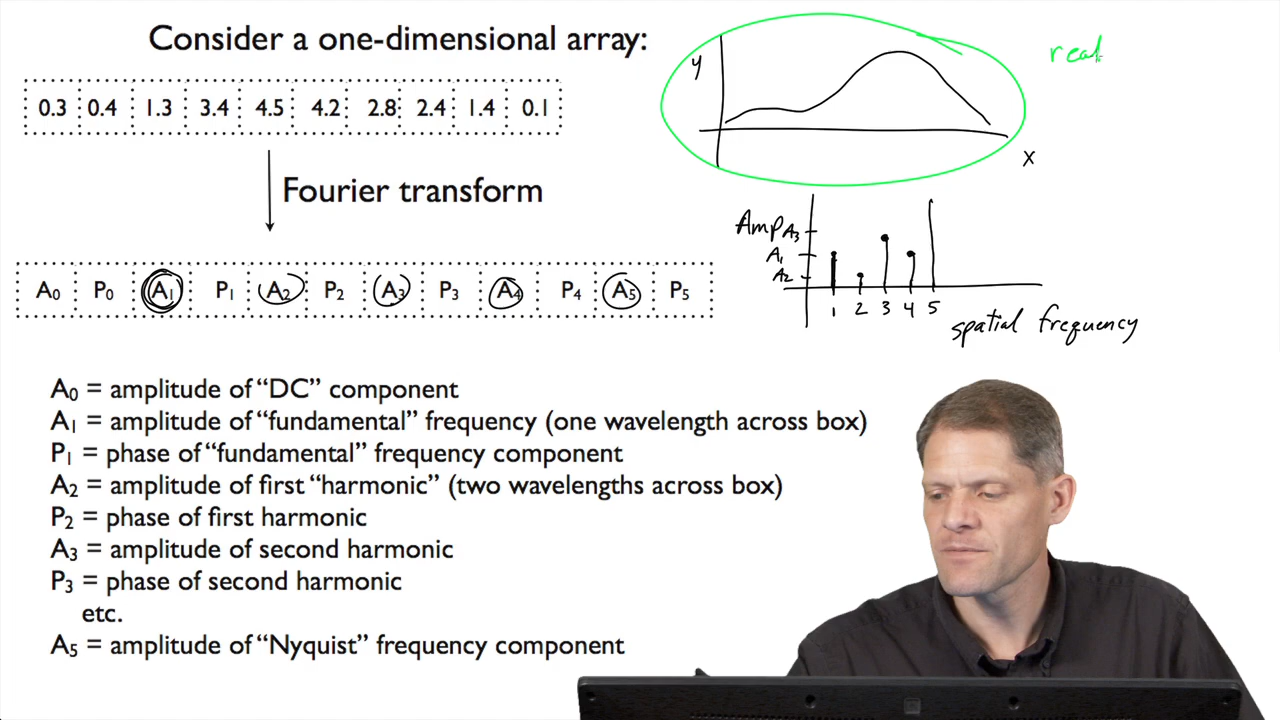 Consider a one-dimensional array:
0.3 0.4 1.3 3.4 4.5 4.2 2.8 2.4 1.4 0.1
Fourier transform
A0 P0 A1 P1 A2 P2 A3 P3 A4 P4 A5 P5
A0 = amplitude of "DC" component
A1 = amplitude of "fundamental" frequency (one wavelength across box)
P1 = phase of "fundamental" frequency component
A2 = amplitude of first "harmonic" (two wavelengths across box)
P2 = phase of first harmonic
A3 = amplitude of second harmonic
P3 = phase of second harmonic
etc.
A5 = amplitude of "Nyquist" frequency component
y
x
real
Amp
A3
A1
A2
1 2 3 4 5
spatial frequency